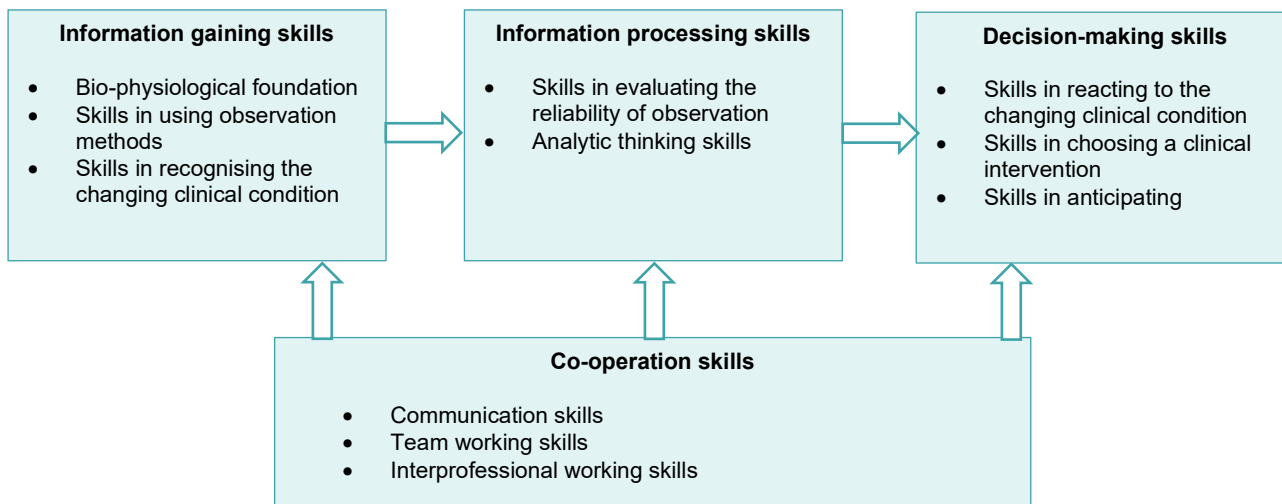 Information gaining skills
• Bio-physiological foundation
• Skills in using observation
methods
• Skills in recognising the
changing clinical condition
Information processing skills
• Skills in evaluating the
reliability of observation
• Analytic thinking skills
Decision-making skills
• Skills in reacting to the
changing clinical condition
• Skills in choosing a clinical
intervention
• Skills in anticipating
Co-operation skills
• Communication skills
• Team working skills
• Interprofessional working skills